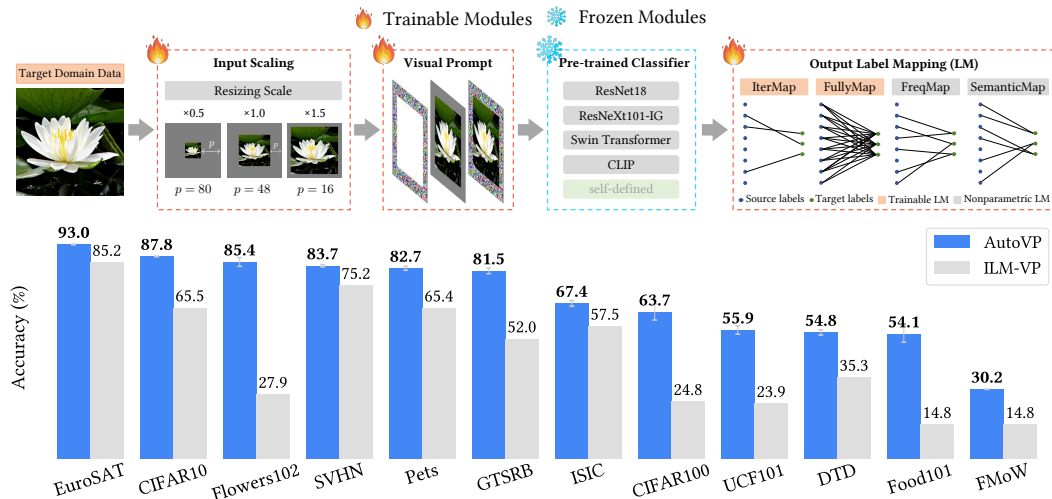 Trainable Modules Frozen Modules
Target Domain Data
Input Scaling
Resizing Scale
×0.5 ×1.0 ×1.5
p p
p = 80 p = 48 p = 16
Visual Prompt
Pre-trained Classifier
ResNet18
ResNeXt101-IG
Swin Transformer
CLIP
self-defined
Output Label Mapping (LM)
IterMap FullyMap FreqMap SemanticMap
Source labels Target labels Trainable LM Nonparametric LM
AutoVP
ILM-VP
Accuracy (%)
93.0 85.2
87.8 65.5
85.4 27.9
83.7 75.2
82.7 65.4
81.5 52.0
67.4 57.5
63.7 24.8
55.9 23.9
54.8 35.3
54.1 14.8
30.2 14.8
EuroSAT CIFAR10 Flowers102 SVHN Pets GTSRB ISIC CIFAR100 UCF101 DTD Food101 FMoW